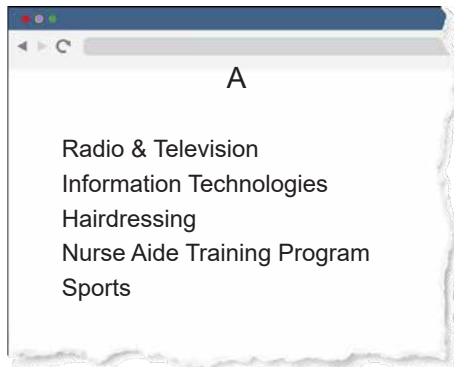 A
Radio & Television
Information Technologies
Hairdressing
Nurse Aide Training Program
Sports